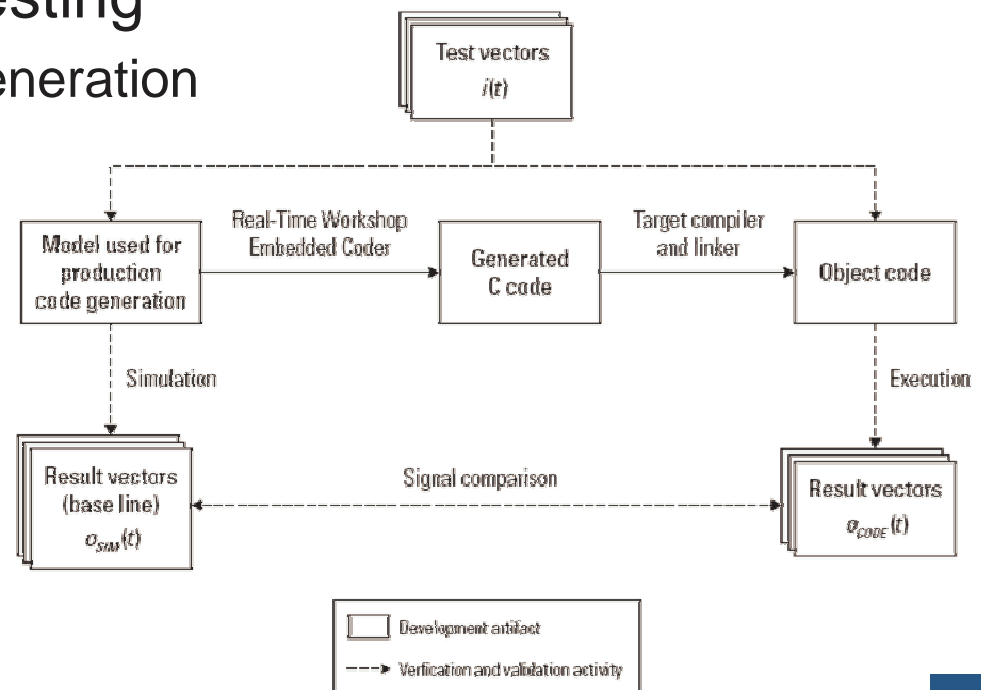 esting
eneration
Test vectors
i(t)
Real-Time Workshop
Embedded Coder
Target compiler
and linker
Model used for
production
code generation
Generated
C code
Object code
Simulation
Execution
Result vectors
(base line)
o_SIM(t)
Signal comparison
Result vectors
o_CODE(t)
Development artifact
Verfication and validation activity